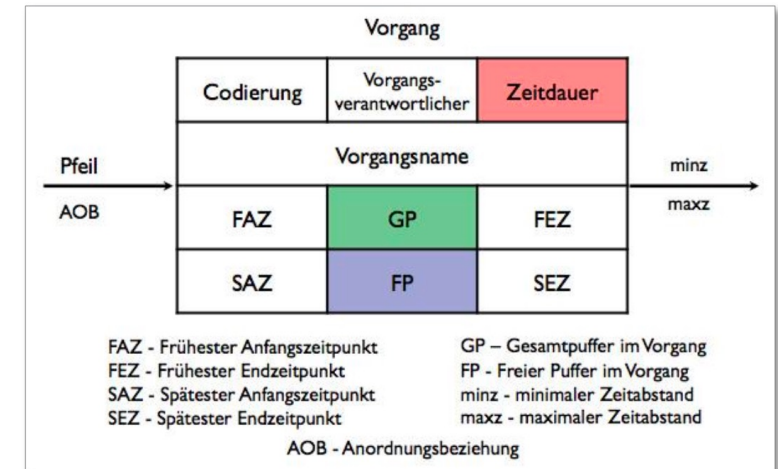 Vorgang
Codierung
Vorgangs-
verantwortlicher
Zeitdauer
Vorgangsname
Pfeil
AOB
minz
maxz
FAZ
GP
FEZ
SAZ
FP
SEZ
FAZ - Frühester Anfangszeitpunkt
FEZ - Frühester Endzeitpunkt
SAZ - Spätester Anfangszeitpunkt
SEZ - Spätester Endzeitpunkt
GP – Gesamtpuffer im Vorgang
FP - Freier Puffer im Vorgang
minz - minimaler Zeitabstand
maxz - maximaler Zeitabstand
AOB - Anordnungsbeziehung